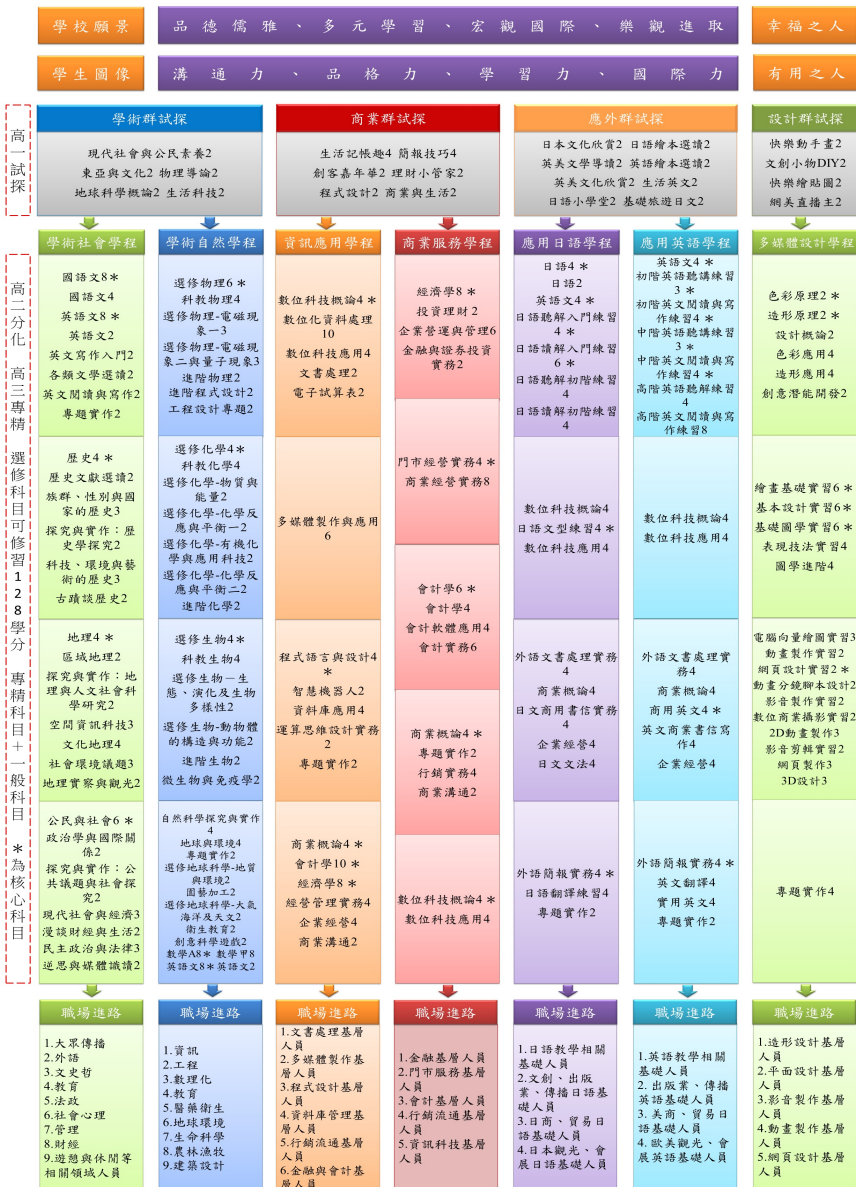 學校願景
品德儒雅、多元學習、宏觀國際、樂觀進取
幸福之人
學生圖像
溝通力、品格力、學習力、國際力
有用之人
高一試探
學術群試探
現代社會與公民素養2
東亞與文化2 物理導論2
地球科學概論2 生活科技2
商業群試探
生活記帳趣4 簡報技巧4
創客嘉年華2 理財小管家2
程式設計2 商業與生活2
應外群試探
日本文化欣賞2 日語繪本選讀2
英美文學導讀2 英語繪本選讀2
英美文化欣賞2 生活英文2
日語小學堂2 基礎旅遊日文2
設計群試探
快樂動手畫2
文創小物DIY2
快樂繪貼圖2
網美直播主2
高二分化 高三專精 選修科目可修習128學分 專精科目+一般科目 *為核心科目
學術社會學程
國語文8*
國語文4
英語文8*
英語文2
英文寫作入門2
各類文學選讀2
英文閱讀與寫作2
專題實作2
歷史4*
歷史文獻選讀2
族群、性別與國
家的歷史3
探究與實作：歷
史學探究2
科技、環境與藝
術的歷史3
古蹟談歷史2
地理4*
區域地理2
探究與實作：地
理與人文社會科
學研究2
空間資訊科技3
文化地理4
社會環境議題3
地理實察與觀光2
公民與社會6*
政治學與國際關
係2
探究與實作：公
共議題與社會探
究2
現代社會與經濟3
漫談財經與生活2
民主政治與法律3
逆思與媒體識讀2
職場進路
1.大眾傳播
2.外語
3.文史哲
4.教育
5.法政
6.社會心理
7.管理
8.財經
9.遊憩與休閒等
相關領域人員
學術自然學程
選修物理6*
科教物理4
選修物理-電磁現
象一3
選修物理-電磁現
象二與量子現象3
進階物理2
進階程式設計2
工程設計專題2
選修化學4*
科教化學4
選修化學-物質與
能量2
選修化學-化學反
應與平衡一2
選修化學-有機化
學與應用科技2
選修化學-化學反
應與平衡二2
進階化學2
選修生物4*
科教生物4
選修生物－生
態、演化及生物
多樣性2
選修生物-動物體
的構造與功能2
進階生物2
微生物與免疫學2
自然科學探究與實作
4
地球與環境4
專題實作2
選修地球科學-地質
與環境2
園藝加工2
選修地球科學-大氣
海洋及天文2
衛生教育2
創意科學遊戲2
數學A8* 數學甲8
英語文8* 英語文2
職場進路
1.資訊
2.工程
3.數理化
4.教育
5.醫藥衛生
6.地球環境
7.生命科學
8.農林漁牧
9.建築設計
資訊應用學程
數位科技概論4*
數位化資料處理
10
數位科技應用4
文書處理2
電子試算表2
多媒體製作與應用
6
程式語言與設計4
*
智慧機器人2
資料庫應用4
運算思維設計實務
2
專題實作2
商業概論4*
會計學10*
經濟學8*
經營管理實務4
企業經營4
商業溝通2
職場進路
1.文書處理基層
人員
2.多媒體製作基層
人員
3.程式設計基層
人員
4.資料庫管理基層
人員
5.行銷流通基層
人員
6.金融與會計基
層人員
商業服務學程
經濟學8*
投資理財2
企業營運與管理6
金融與證券投資
實務2
門市經營實務4*
商業經營實務8
會計學6*
會計學4
會計軟體應用4
會計實務6
商業概論4*
專題實作2
行銷實務4
商業溝通2
數位科技概論4*
數位科技應用4
職場進路
1.金融基層人員
2.門市服務基層
人員
3.會計基層人員
4.行銷流通基層
人員
5.資訊科技基層
人員
應用日語學程
日語4*
日語2
英語文4*
日語聽解入門練習
4*
日語讀解入門練習
6*
日語聽解初階練習
4
日語讀解初階練習
4
數位科技概論4
日語文型練習4*
數位科技應用4
外語文書處理實務
4
商業概論4
日文商用書信實務
4
企業經營4
日文文法4
外語簡報實務4*
日語翻譯練習4
專題實作2
職場進路
1.日語教學相關
基礎人員
2.文創、出版
業、傳播日語基
礎人員
3.日商、貿易日
語基礎人員
4.日本觀光、會
展日語基礎人員
應用英語學程
英語文4*
初階英語聽講練習
3*
初階英文閱讀與寫
作練習4*
中階英語聽講練習
3*
中階英文閱讀與寫
作練習4*
高階英語聽解練習
4
高階英文閱讀與寫
作練習8
數位科技概論4
數位科技應用4
外語文書處理實
務4
商業概論4
商用英文4*
英文商業書信寫
作4
企業經營4
外語簡報實務4*
英文翻譯4
實用英文4
專題實作2
職場進路
1.英語教學相關
基礎人員
2.出版業、傳播
英語基礎人員
3.美商、貿易日
語基礎人員
4.歐美觀光、會
展英語基礎人員
多媒體設計學程
色彩原理2*
造形原理2*
設計概論2
色彩應用4
造形應用4
創意潛能開發2
繪畫基礎實習6*
基本設計實習6*
基礎圖學實習6*
表現技法實習4
圖學進階4
電腦向量繪圖實習3
動畫製作實習2
網頁設計實習2*
動畫分鏡腳本設計2
影音製作實習2
數位商業攝影實習2
2D動畫製作3
影音剪輯實習2
網頁製作3
3D設計3
專題實作4
職場進路
1.造形設計基層
人員
2.平面設計基層
人員
3.影音製作基層
人員
4.動畫製作基層
人員
5.網頁設計基層
人員